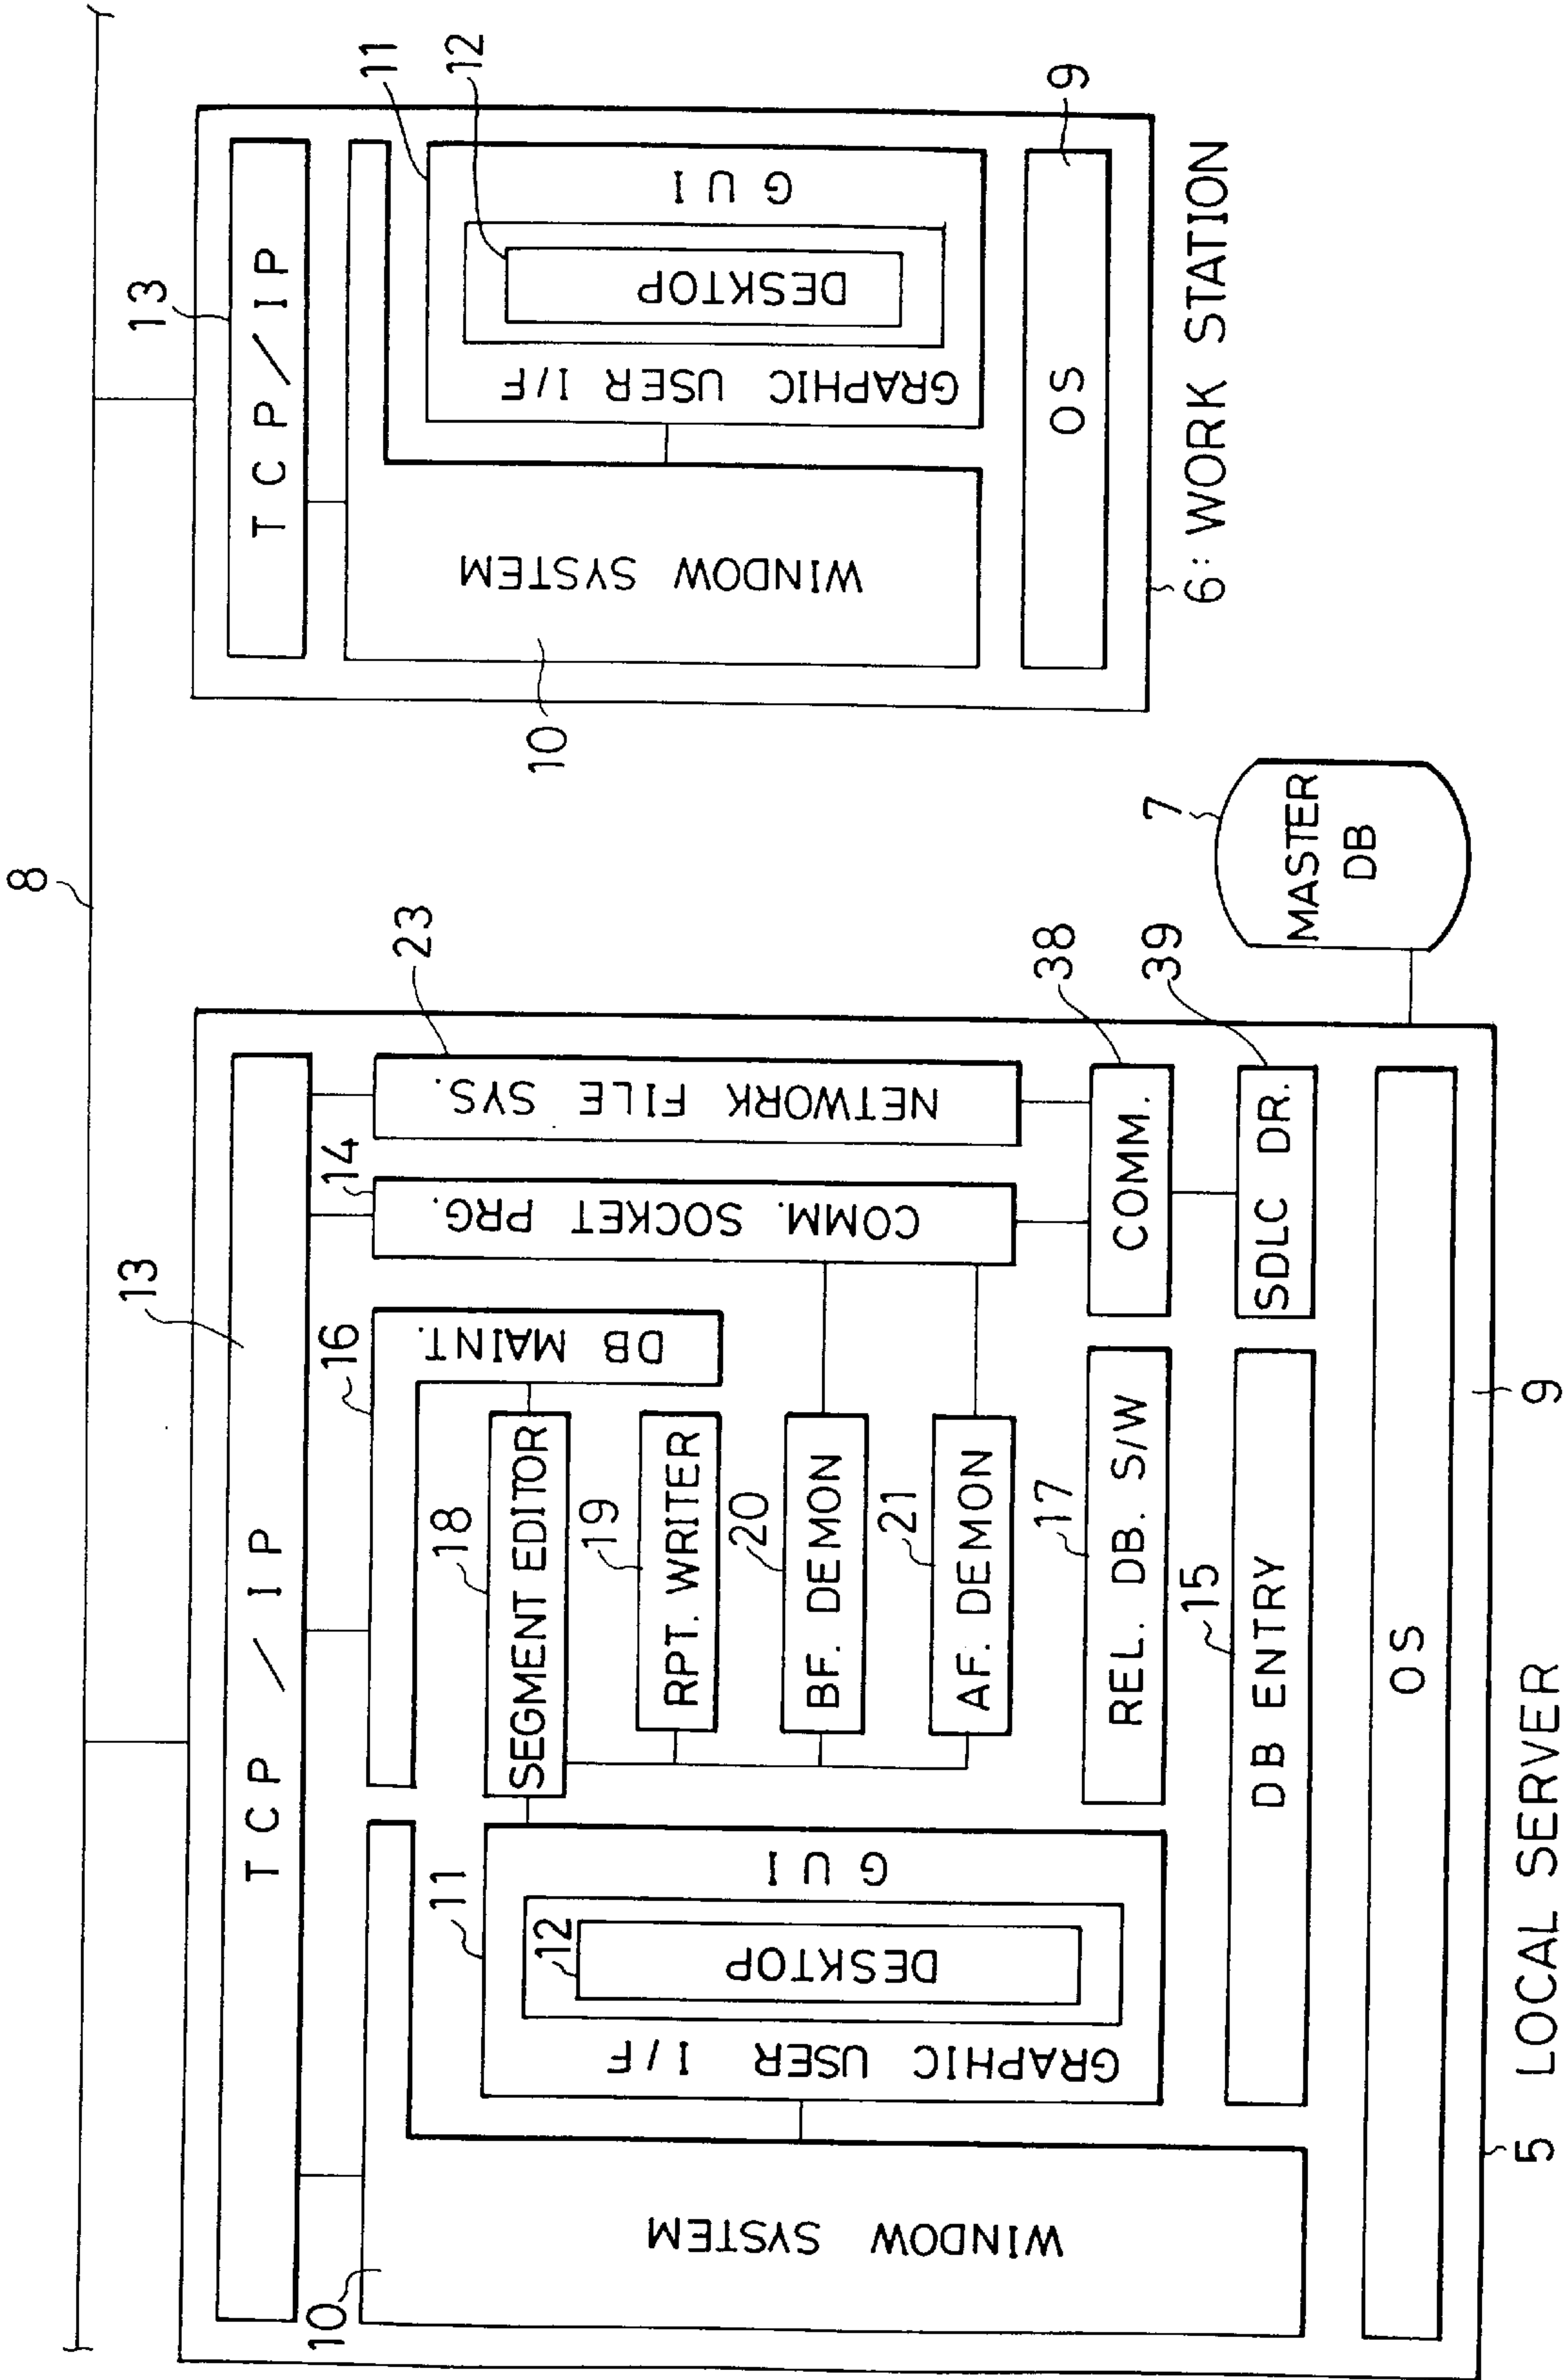 8
13
TCP/IP
16
14
23
10
WINDOW SYSTEM
11
12
GRAPHIC USER I/F
DESKTOP
GUI
18
SEGMENT EDITOR
DB MAINT.
19
RPT. WRITER
20
BF. DEMON
21
AF. DEMON
COMM. SOCKET PRG.
NETWORK FILE SYS.
17
REL. DB. S/W
38
COMM.
15
DB ENTRY
39
SDLC DR.
OS
9
5 LOCAL SERVER
7
MASTER
DB
13
TCP/IP
10
WINDOW SYSTEM
11
12
GRAPHIC USER I/F
DESKTOP
GUI
OS
9
6: WORK STATION